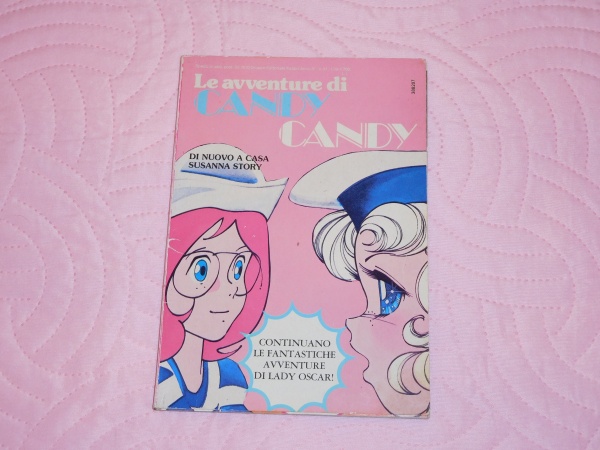 Le avventure di
CANDY
CANDY
DI NUOVO A CASA
SUSANNA STORY
CONTINUANO
LE FANTASTICHE
AVVENTURE
DI LADY OSCAR!